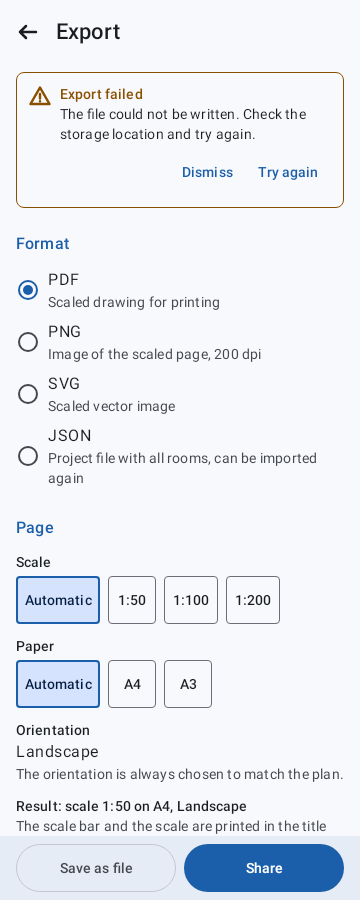 Export
Export failed
The file could not be written. Check the
storage location and try again.
Dismiss Try again
Format
PDF
Scaled drawing for printing
PNG
Image of the scaled page, 200 dpi
SVG
Scaled vector image
JSON
Project file with all rooms, can be imported
again
Page
Scale
Automatic 1:50 1:100 1:200
Paper
Automatic A4 A3
Orientation
Landscape
The orientation is always chosen to match the plan.
Result: scale 1:50 on A4, Landscape
The scale bar and the scale are printed in the title
Save as file Share